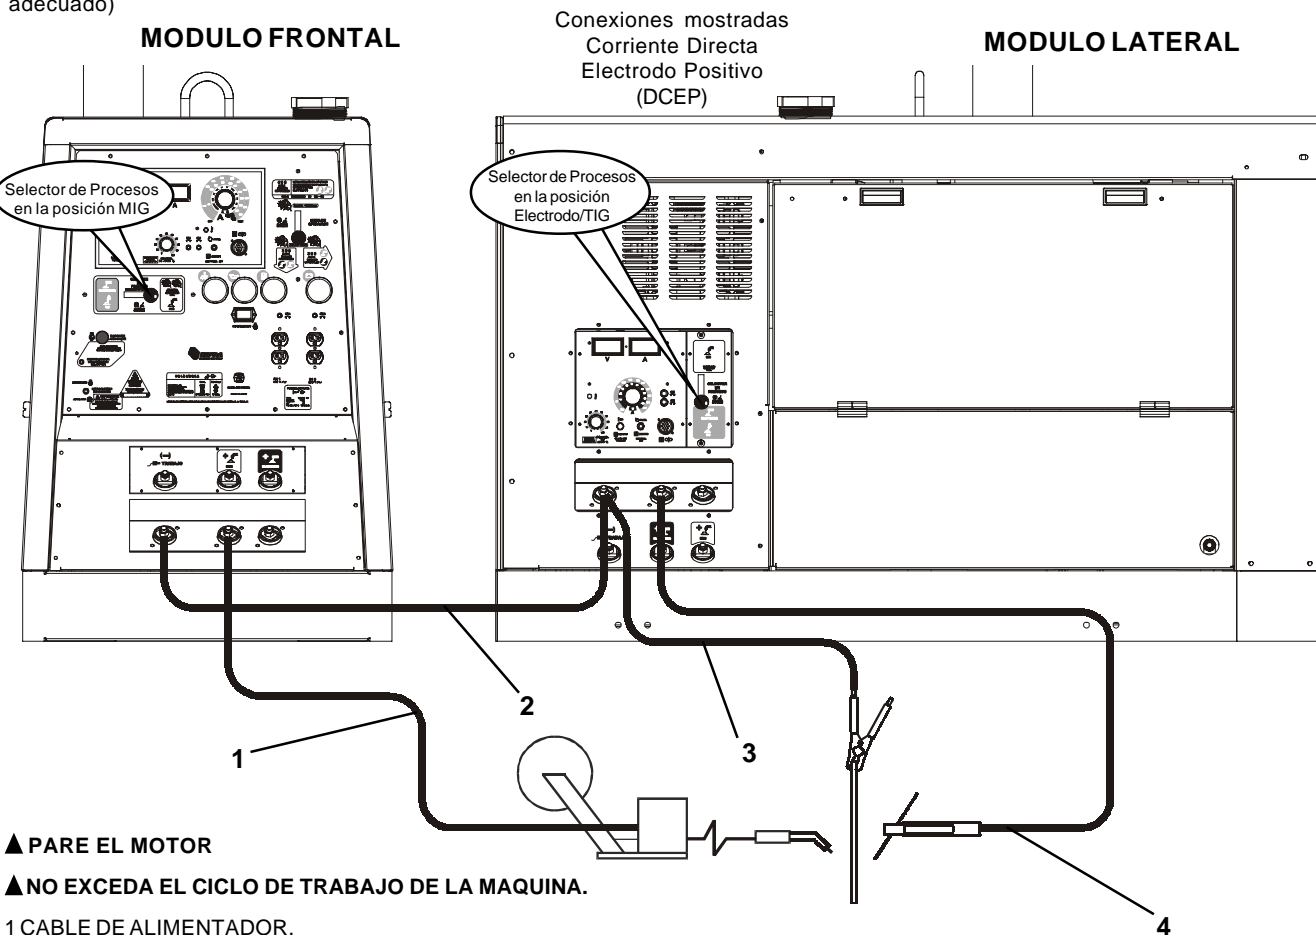 adecuado)
MODULO FRONTAL
Conexiones mostradas
Corriente Directa
Electrodo Positivo
(DCEP)
MODULO LATERAL
Selector de Procesos
en la posición MIG
Selector de Procesos
en la posición
Electrodo/TIG
V
A
A
TRABAJO
1
2
3
4
PARE EL MOTOR
NO EXCEDA EL CICLO DE TRABAJO DE LA MAQUINA.
1 CABLE DE ALIMENTADOR.